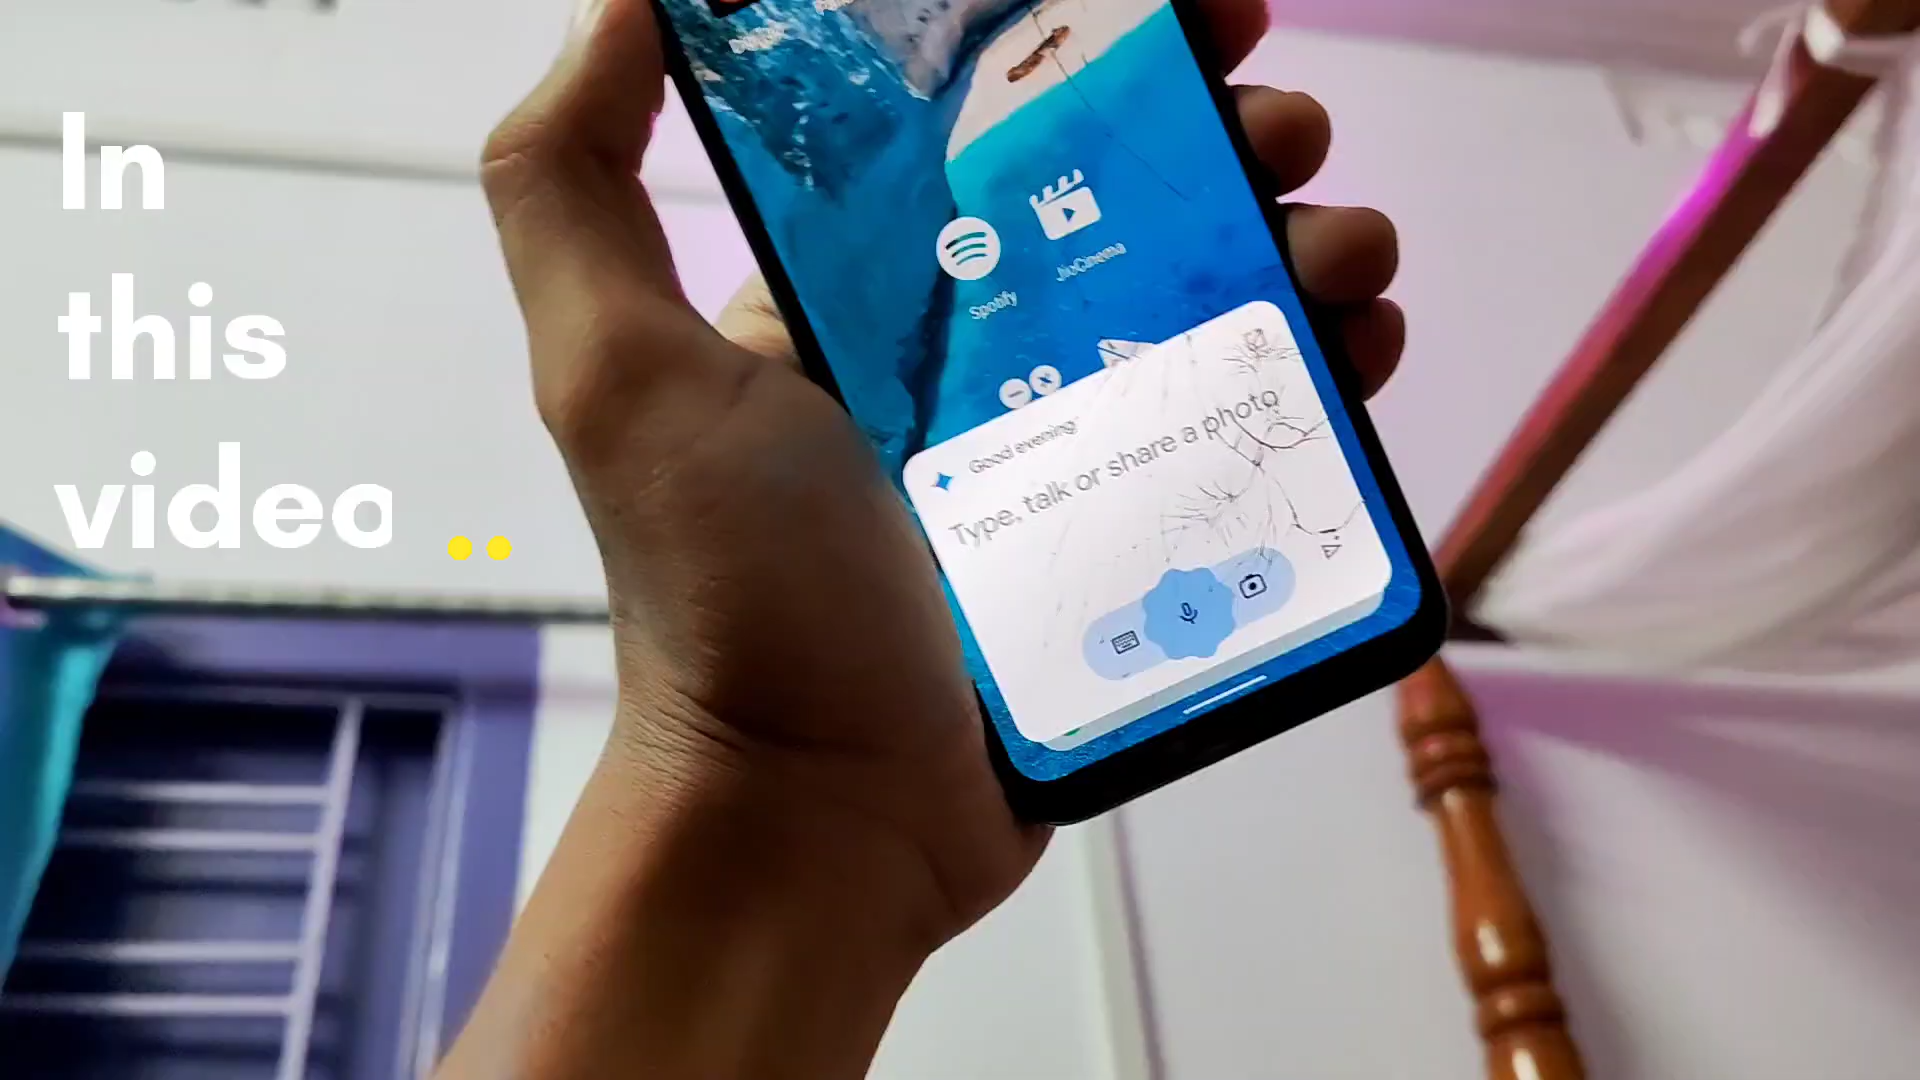 In
this
video ..
Spotify
JioCinema
Good evening
Type, talk or share a photo